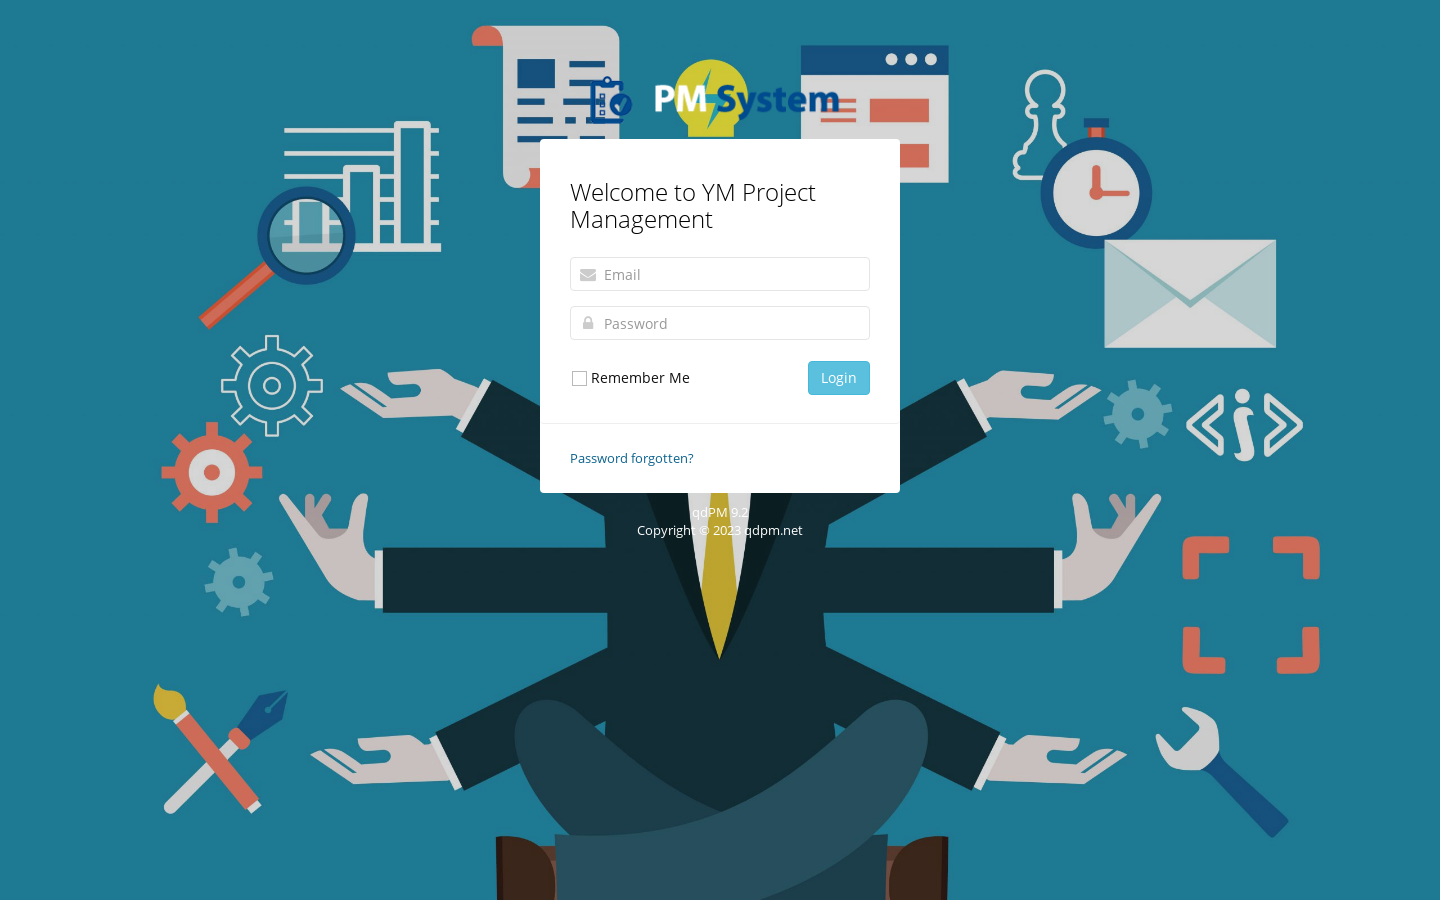 PM System
Welcome to YM Project
Management
Email
Password
Remember Me
Login
Password forgotten?
qdPM 9.2
Copyright © 2023 qdpm.net